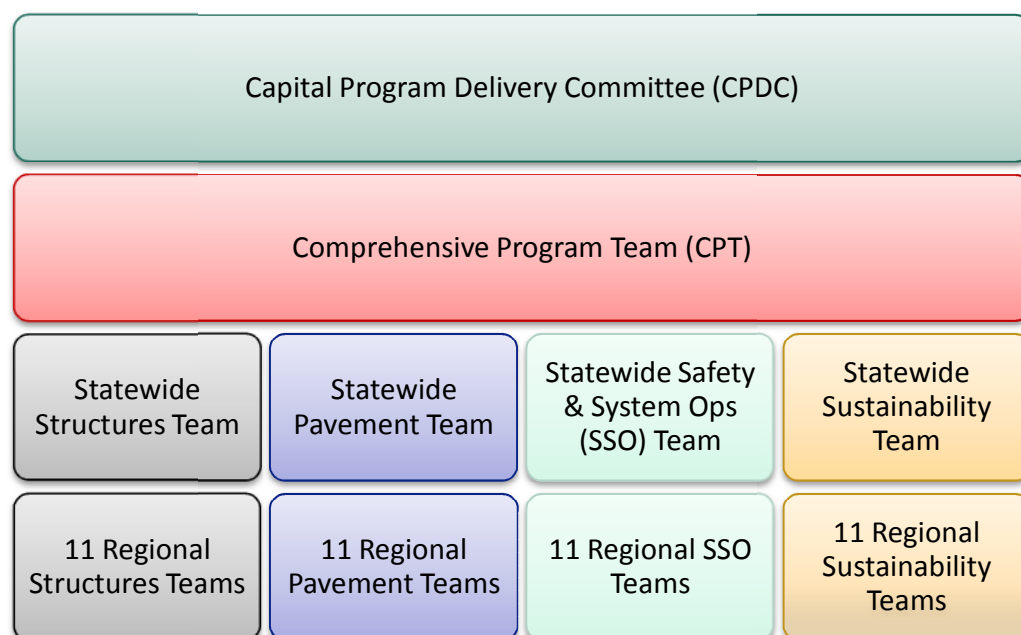 Capital Program Delivery Committee (CPDC)
Comprehensive Program Team (CPT)
Statewide
Structures Team
Statewide
Pavement Team
Statewide Safety
& System Ops
(SSO) Team
Statewide
Sustainability
Team
11 Regional
Structures Teams
11 Regional
Pavement Teams
11 Regional SSO
Teams
11 Regional
Sustainability
Teams